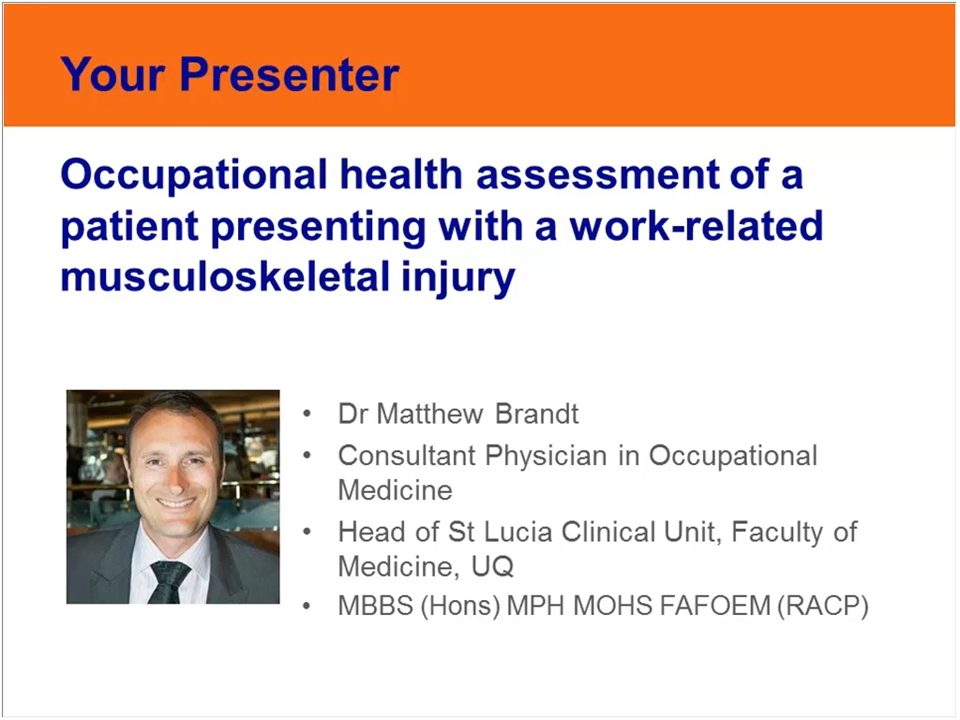 Your Presenter
Occupational health assessment of a
patient presenting with a work-related
musculoskeletal injury
• Dr Matthew Brandt
• Consultant Physician in Occupational
Medicine
• Head of St Lucia Clinical Unit, Faculty of
Medicine, UQ
• MBBS (Hons) MPH MOHS FAFOEM (RACP)